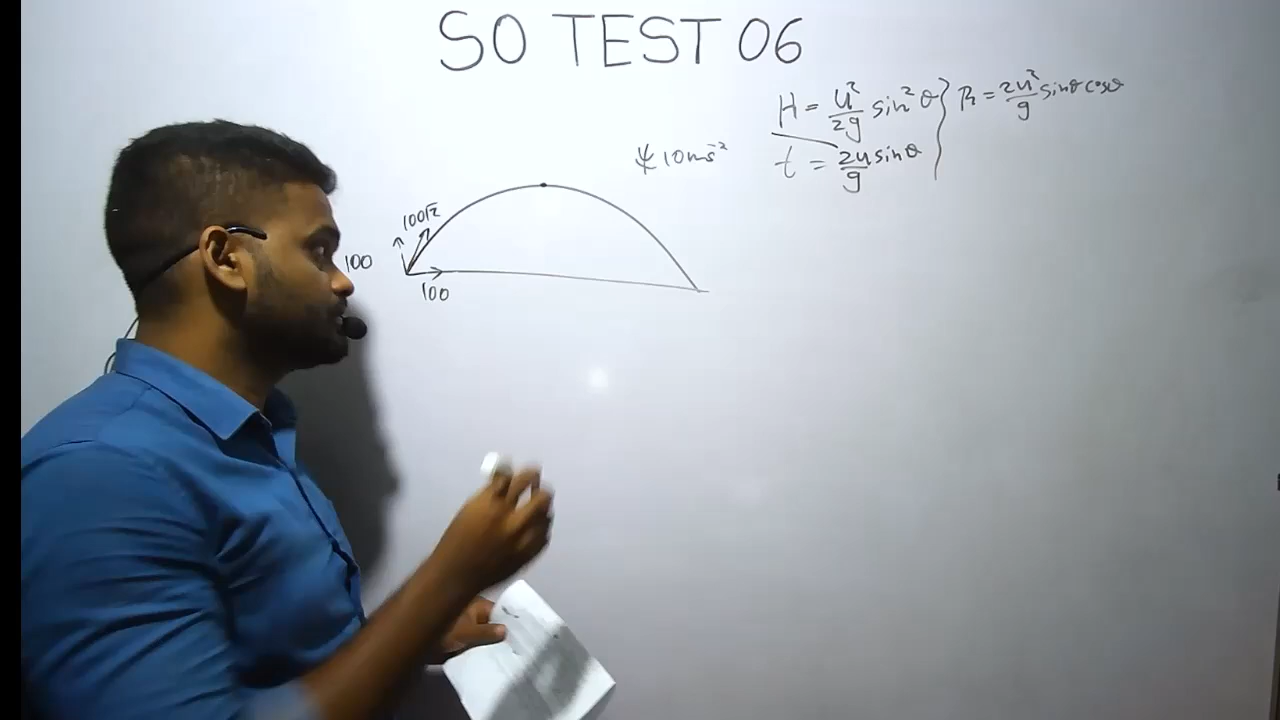 SO TEST 06
H = u²/2g sin²θ } R = 2u²/g sinθ cosθ
t = 2u/g sinθ
↓ 10ms⁻²
100√2
100
100